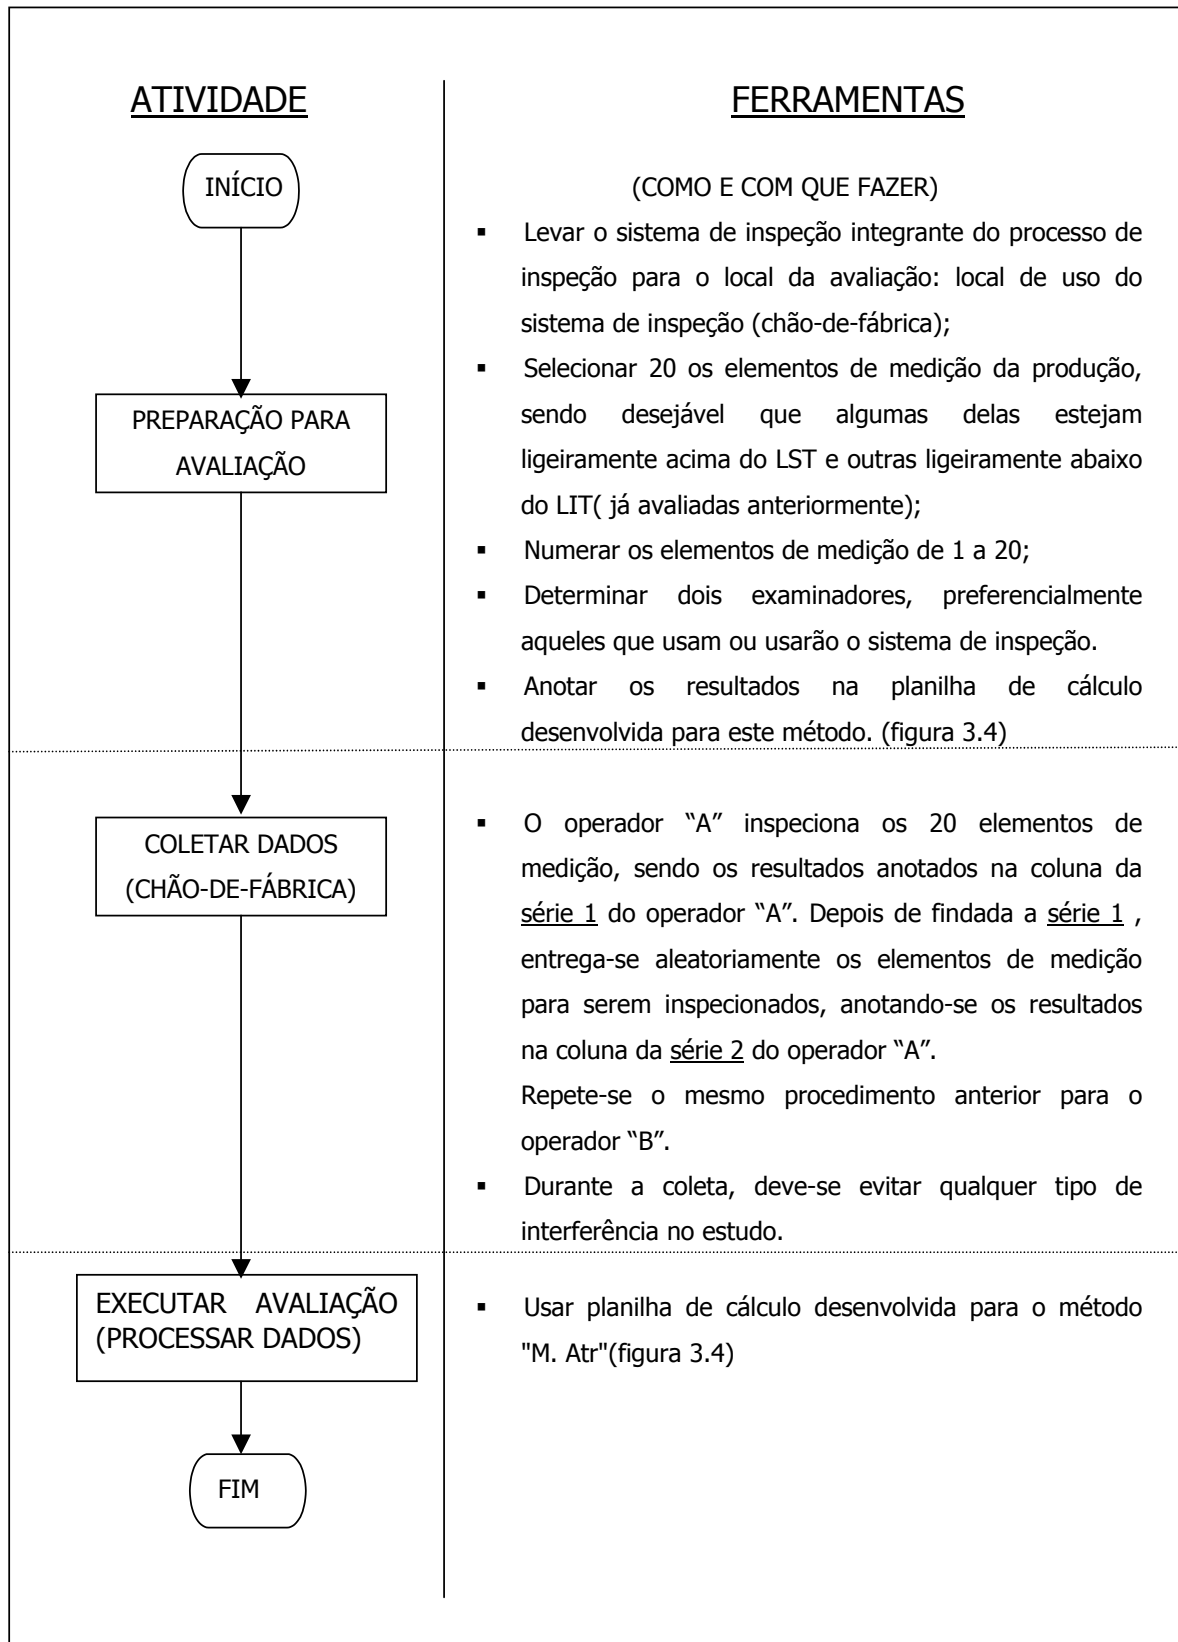 ATIVIDADE
INÍCIO
PREPARAÇÃO PARA
AVALIAÇÃO
COLETAR DADOS
(CHÃO-DE-FÁBRICA)
EXECUTAR AVALIAÇÃO
(PROCESSAR DADOS)
FIM
FERRAMENTAS
(COMO E COM QUE FAZER)
▪ Levar o sistema de inspeção integrante do processo de
inspeção para o local da avaliação: local de uso do
sistema de inspeção (chão-de-fábrica);
▪ Selecionar 20 os elementos de medição da produção,
sendo desejável que algumas delas estejam
ligeiramente acima do LST e outras ligeiramente abaixo
do LIT( já avaliadas anteriormente);
▪ Numerar os elementos de medição de 1 a 20;
▪ Determinar dois examinadores, preferencialmente
aqueles que usam ou usarão o sistema de inspeção.
▪ Anotar os resultados na planilha de cálculo
desenvolvida para este método. (figura 3.4)
▪ O operador “A” inspeciona os 20 elementos de
medição, sendo os resultados anotados na coluna da
série 1 do operador “A”. Depois de findada a série 1 ,
entrega-se aleatoriamente os elementos de medição
para serem inspecionados, anotando-se os resultados
na coluna da série 2 do operador “A”.
Repete-se o mesmo procedimento anterior para o
operador “B”.
▪ Durante a coleta, deve-se evitar qualquer tipo de
interferência no estudo.
▪ Usar planilha de cálculo desenvolvida para o método
"M. Atr"(figura 3.4)